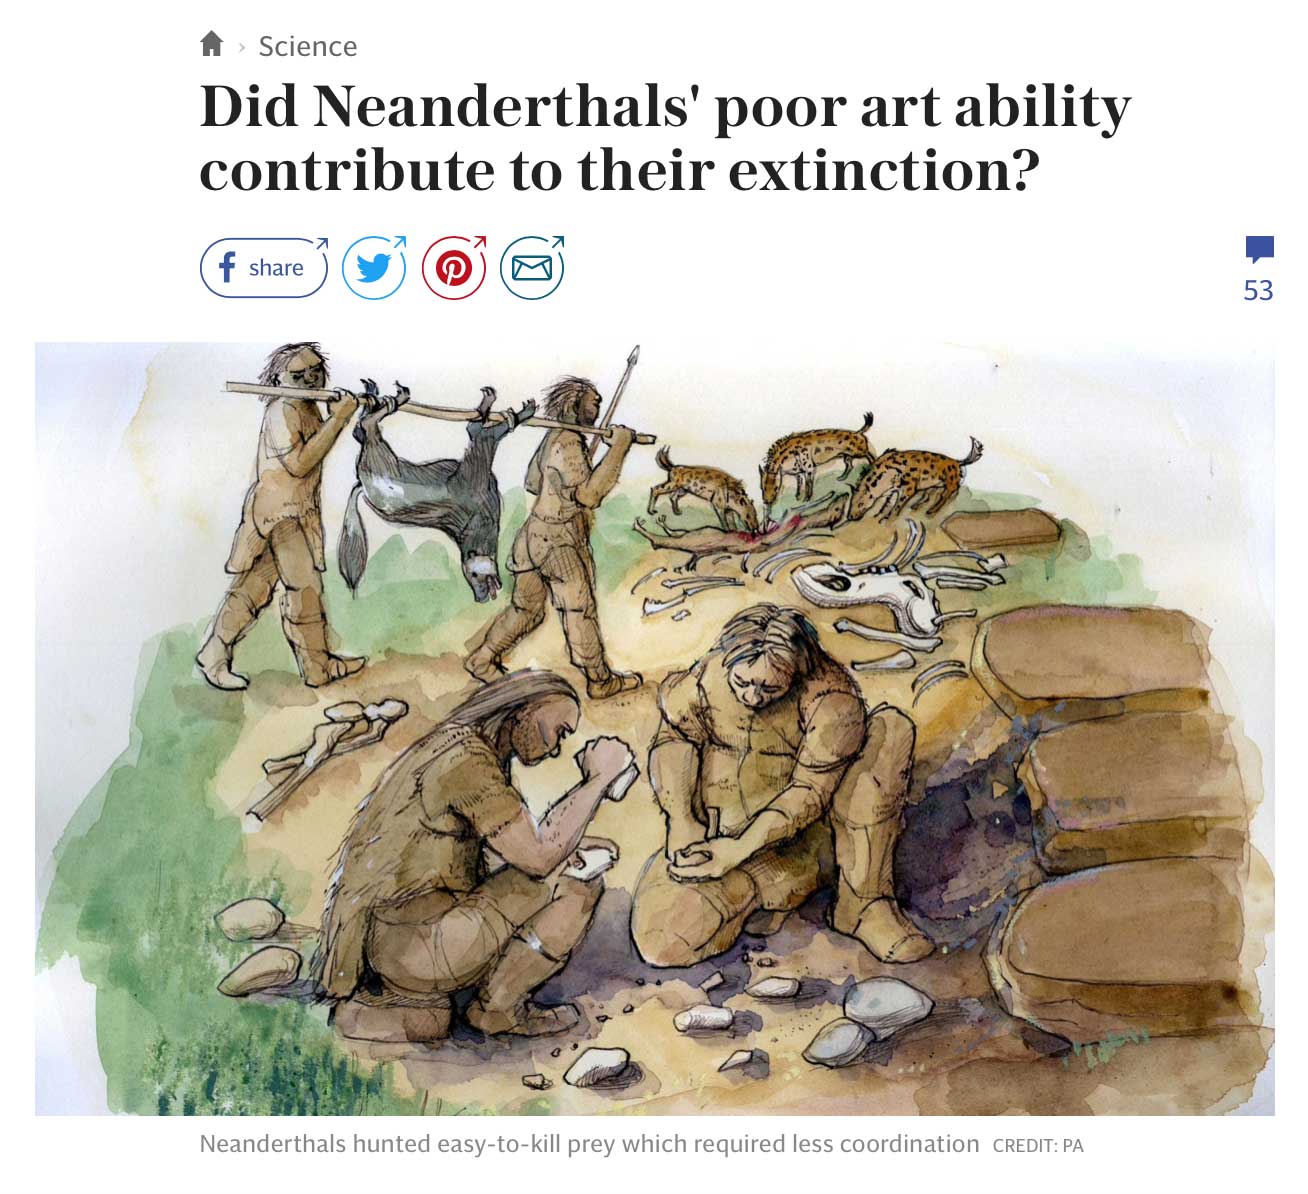 Science
Did Neanderthals' poor art ability
contribute to their extinction?
share
53
Neanderthals hunted easy-to-kill prey which required less coordination CREDIT: PA